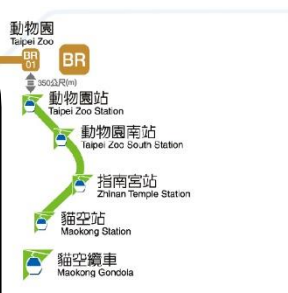 動物園
Taipei Zoo
BR
01
BR
350公尺(m)
動物園站
Taipei Zoo Station
動物園南站
Taipei Zoo South Station
指南宮站
Zhinan Temple Station
貓空站
Maokong Station
貓空纜車
Maokong Gondola